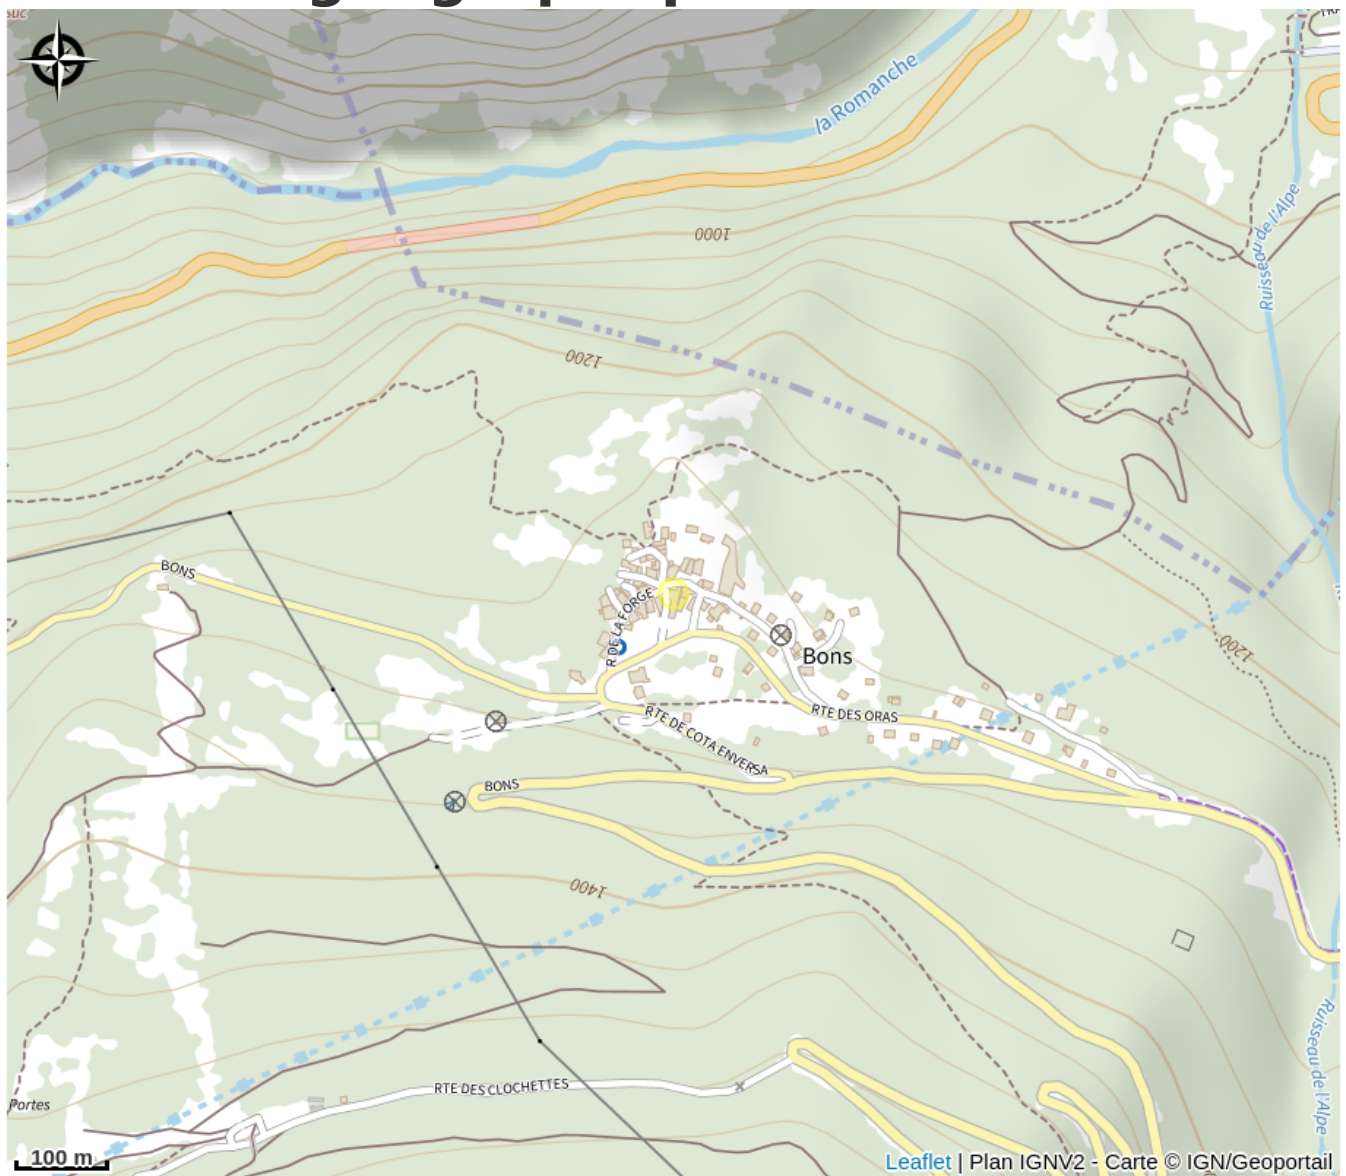 la Romanche
Ruisseau de l'Alpe
1000
1200
BONS
R DE LA FORGE
Bons
1200
RTE DES ORAS
RTE DE COTA ENVERSA
BONS
1400
Ruisseau de l'Alpe
RTE DES CLOCHETTES
Portes
100 m
Leaflet | Plan IGNV2 - Carte © IGN/Geoportail